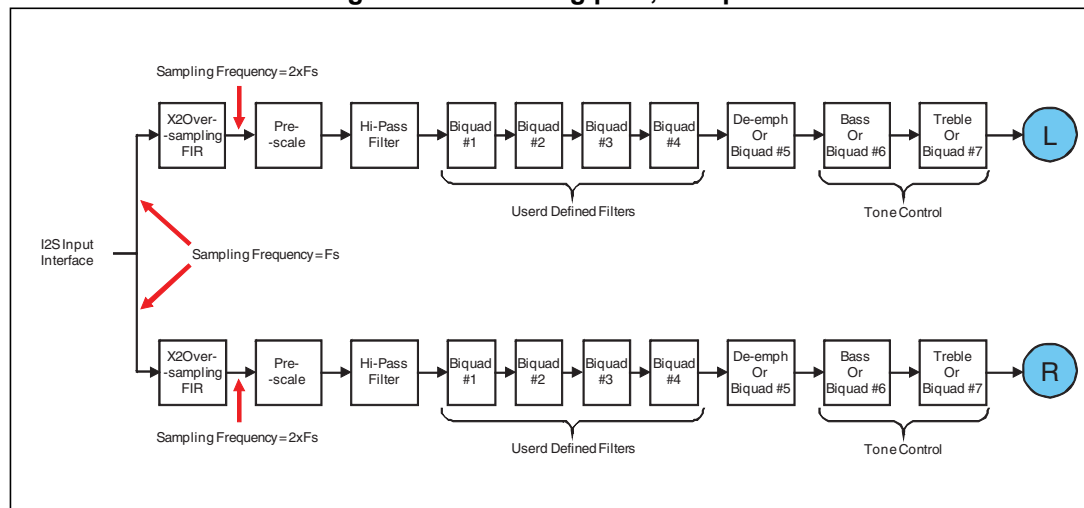 Sampling Frequency=2xFs
X2Over-
-sampling
FIR
Pre-
-scale
Hi-Pass
Filter
Biquad
#1
Biquad
#2
Biquad
#3
Biquad
#4
De-emph
Or
Biquad #5
Bass
Or
Biquad #6
Treble
Or
Biquad #7
L
Userd Defined Filters
Tone Control
I2S Input
Interface
Sampling Frequency=Fs
X2Over-
-sampling
FIR
Pre-
-scale
Hi-Pass
Filter
Biquad
#1
Biquad
#2
Biquad
#3
Biquad
#4
De-emph
Or
Biquad #5
Bass
Or
Biquad #6
Treble
Or
Biquad #7
R
Sampling Frequency=2xFs
Userd Defined Filters
Tone Control